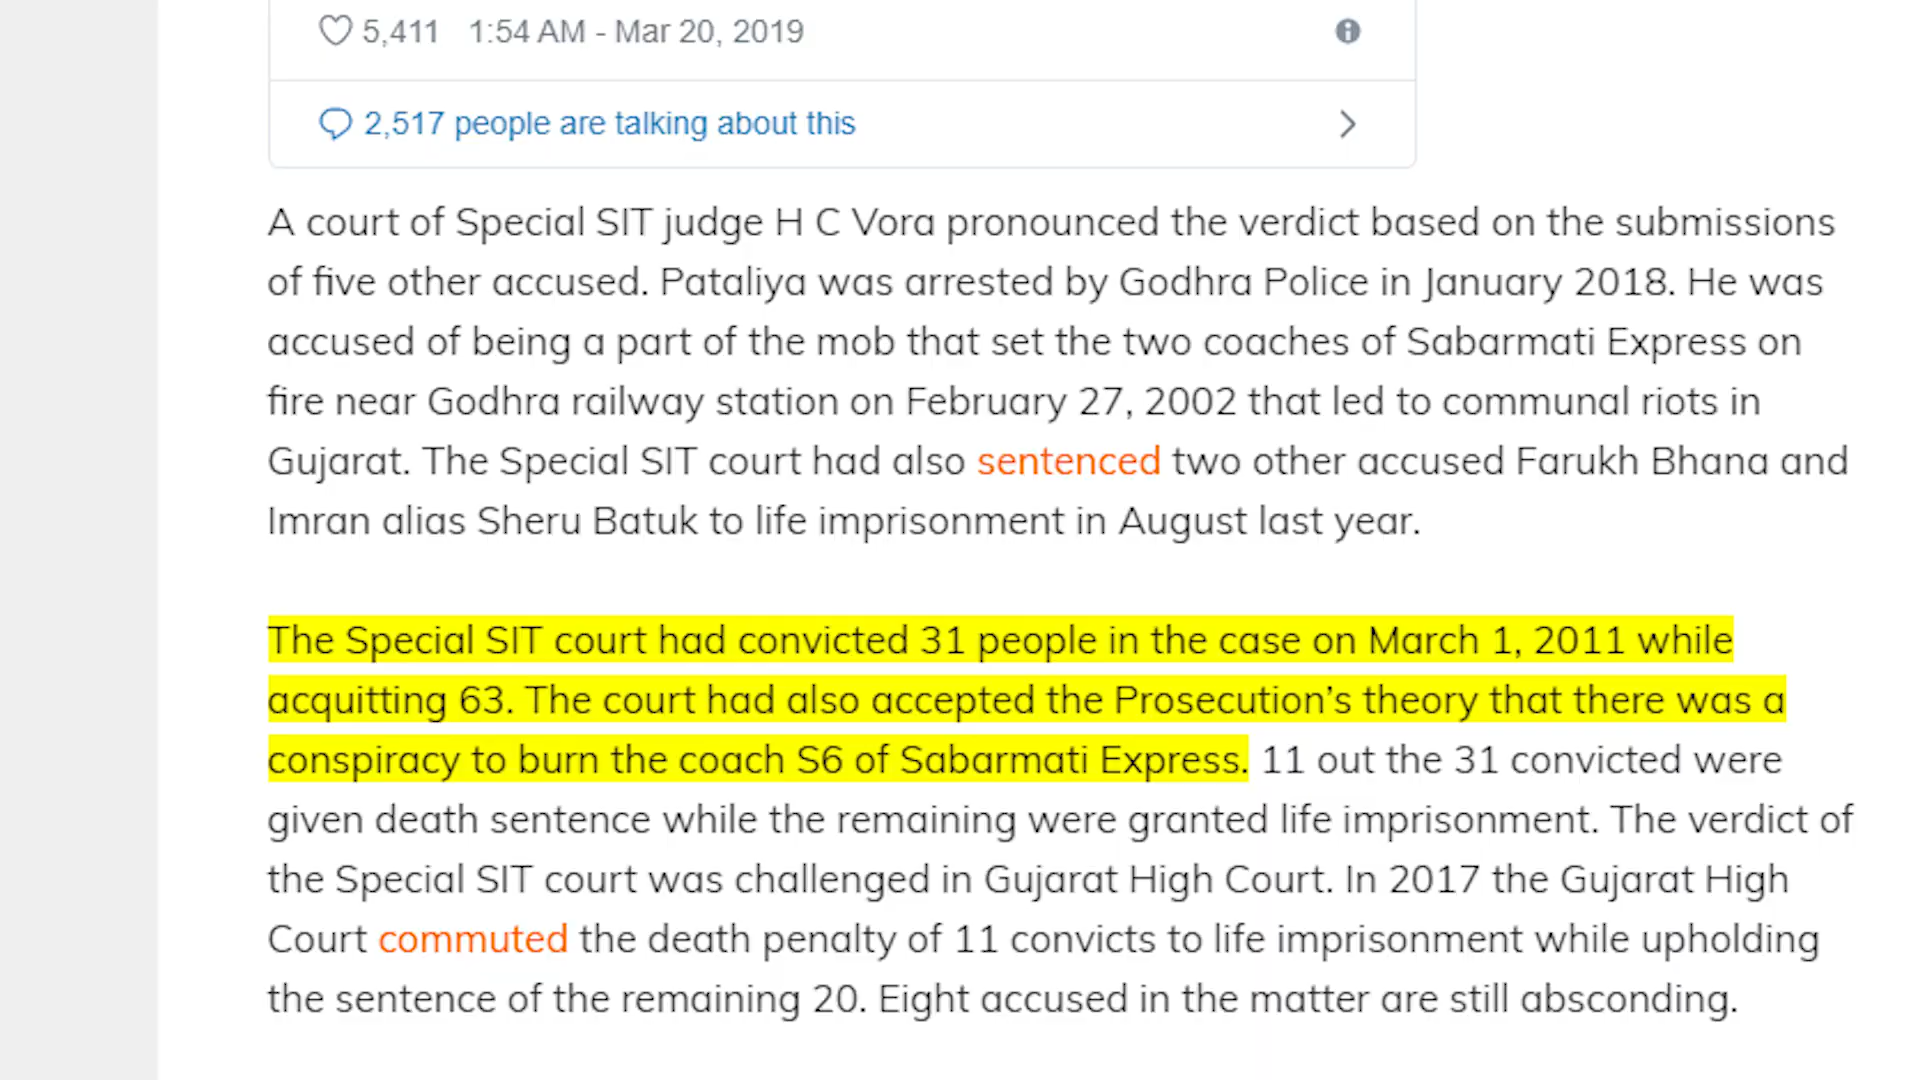 5,411 1:54 AM - Mar 20, 2019
2,517 people are talking about this
A court of Special SIT judge H C Vora pronounced the verdict based on the submissions
of five other accused. Pataliya was arrested by Godhra Police in January 2018. He was
accused of being a part of the mob that set the two coaches of Sabarmati Express on
fire near Godhra railway station on February 27, 2002 that led to communal riots in
Gujarat. The Special SIT court had also sentenced two other accused Farukh Bhana and
Imran alias Sheru Batuk to life imprisonment in August last year.
The Special SIT court had convicted 31 people in the case on March 1, 2011 while
acquitting 63. The court had also accepted the Prosecution's theory that there was a
conspiracy to burn the coach S6 of Sabarmati Express. 11 out the 31 convicted were
given death sentence while the remaining were granted life imprisonment. The verdict of
the Special SIT court was challenged in Gujarat High Court. In 2017 the Gujarat High
Court commuted the death penalty of 11 convicts to life imprisonment while upholding
the sentence of the remaining 20. Eight accused in the matter are still absconding.